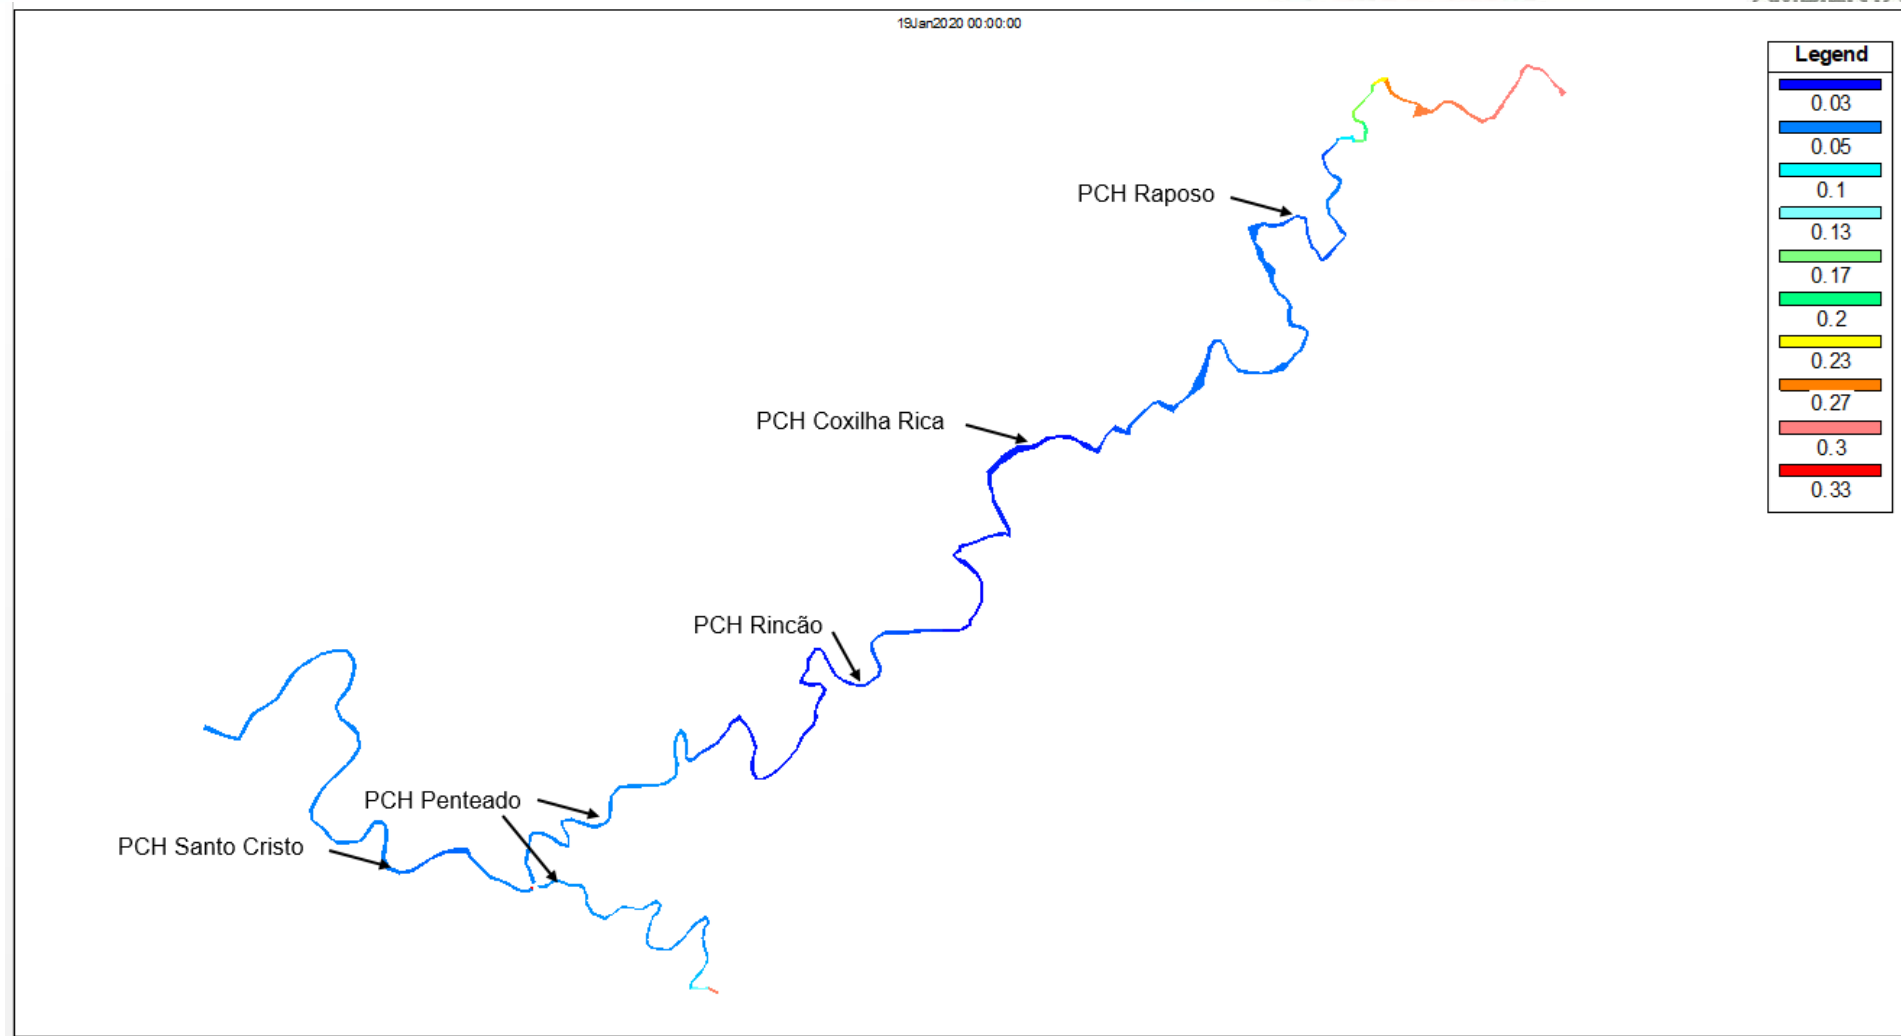 19Jan2020 00:00:00
Legend
0.03
0.05
0.1
0.13
0.17
0.2
0.23
0.27
0.3
0.33
PCH Raposo
PCH Coxilha Rica
PCH Rincão
PCH Penteado
PCH Santo Cristo